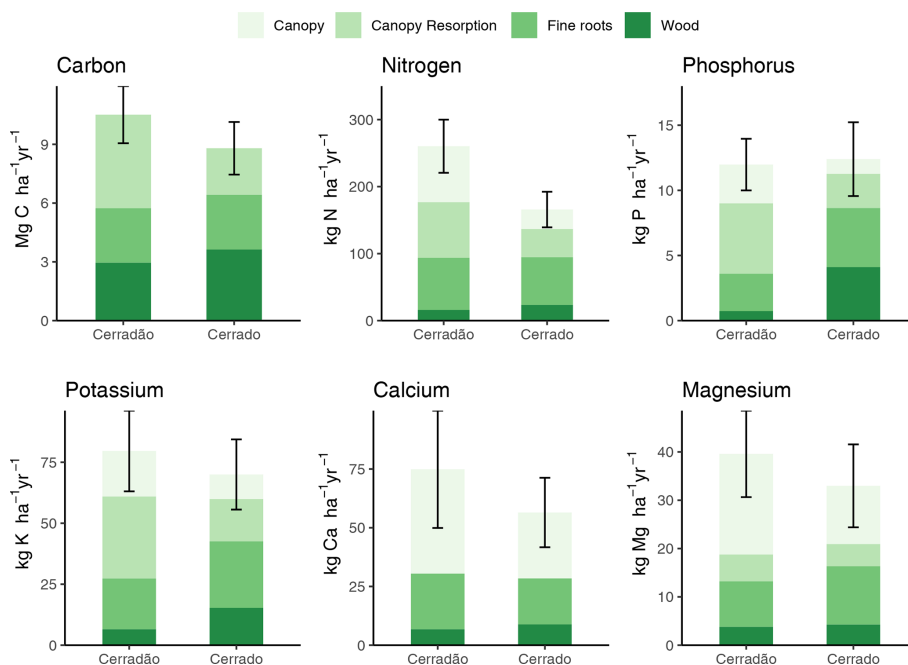 Canopy Canopy Resorption Fine roots Wood
Carbon
Mg C ha⁻¹yr⁻¹
9
6
3
0
Cerradão Cerrado
Nitrogen
kg N ha⁻¹yr⁻¹
300
200
100
0
Cerradão Cerrado
Phosphorus
kg P ha⁻¹yr⁻¹
15
10
5
0
Cerradão Cerrado
Potassium
kg K ha⁻¹yr⁻¹
75
50
25
0
Cerradão Cerrado
Calcium
kg Ca ha⁻¹yr⁻¹
75
50
25
0
Cerradão Cerrado
Magnesium
kg Mg ha⁻¹yr⁻¹
40
30
20
10
0
Cerradão Cerrado